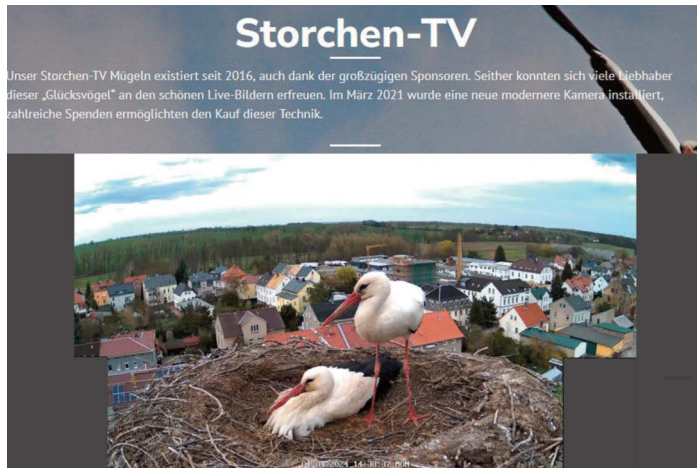 Storchen-TV
Unser Storchen-TV Mügeln existiert seit 2016, auch dank der großzügigen Sponsoren. Seither konnten sich viele Liebhaber
dieser „Glücksvögel“ an den schönen Live-Bildern erfreuen. Im März 2021 wurde eine neue modernere Kamera installiert,
zahlreiche Spenden ermöglichten den Kauf dieser Technik.